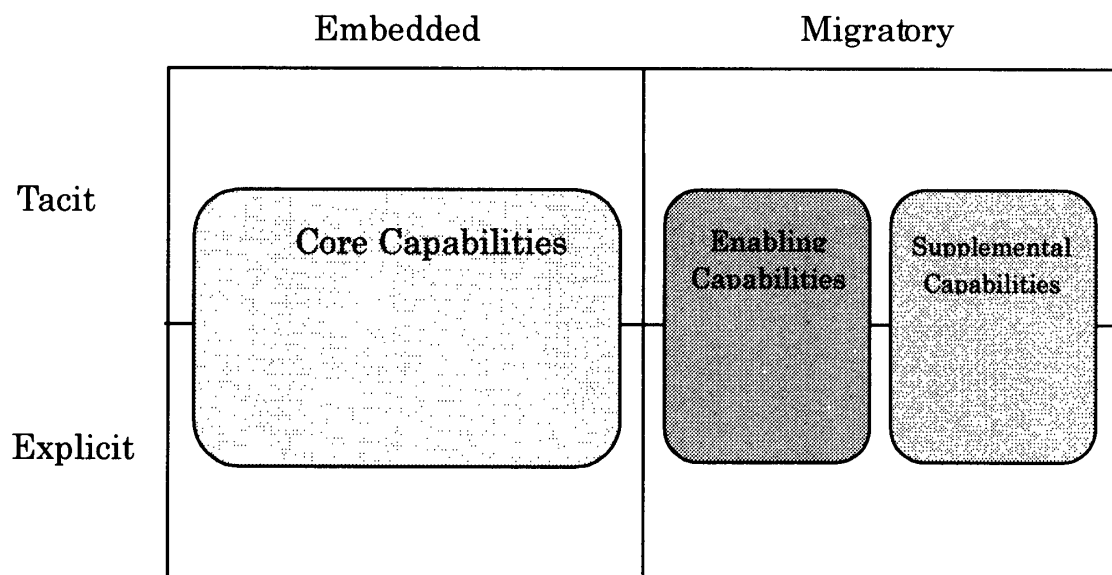 Embedded Migratory
Tacit
Core Capabilities
Enabling
Capabilities
Supplemental
Capabilities
Explicit